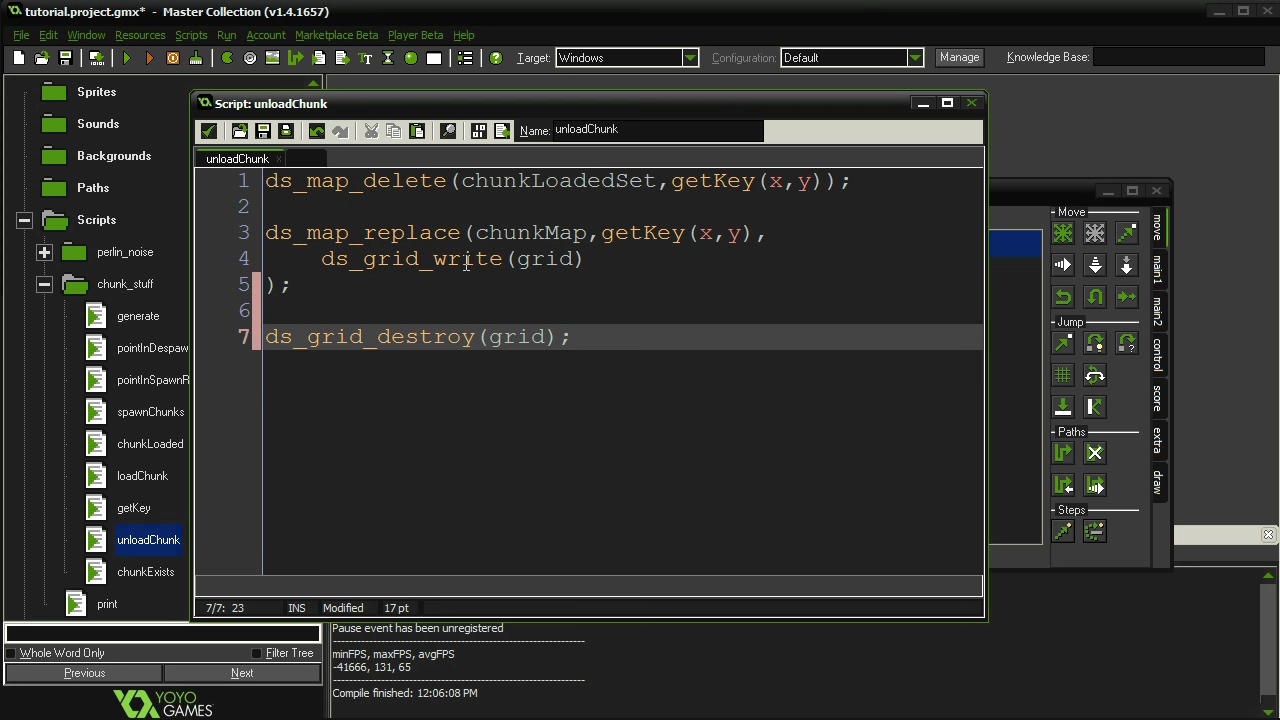 tutorial.project.gmx* - Master Collection (v1.4.1657)
File Edit Window Resources Scripts Run Account Marketplace Beta Player Beta Help
Target: Windows Configuration: Default Manage Knowledge Base:
Sprites
Sounds
Backgrounds
Paths
Scripts
perlin_noise
chunk_stuff
generate
pointInDespaw
pointInSpawnR
spawnChunks
chunkLoaded
loadChunk
getKey
unloadChunk
chunkExists
print
Whole Word Only Filter Tree
Previous Next
YOYO
GAMES
Script: unloadChunk
Name: unloadChunk
unloadChunk
1 ds_map_delete(chunkLoadedSet,getKey(x,y));
2
3 ds_map_replace(chunkMap,getKey(x,y),
4 ds_grid_write(grid)
5 );
6
7 ds_grid_destroy(grid);
7/7: 23 INS Modified 17 pt
Move
Jump
Paths
Steps
move
main1
main2
control
score
extra
draw
Pause event has been unregistered
minFPS, maxFPS, avgFPS
-41666, 131, 65
Compile finished: 12:06:08 PM